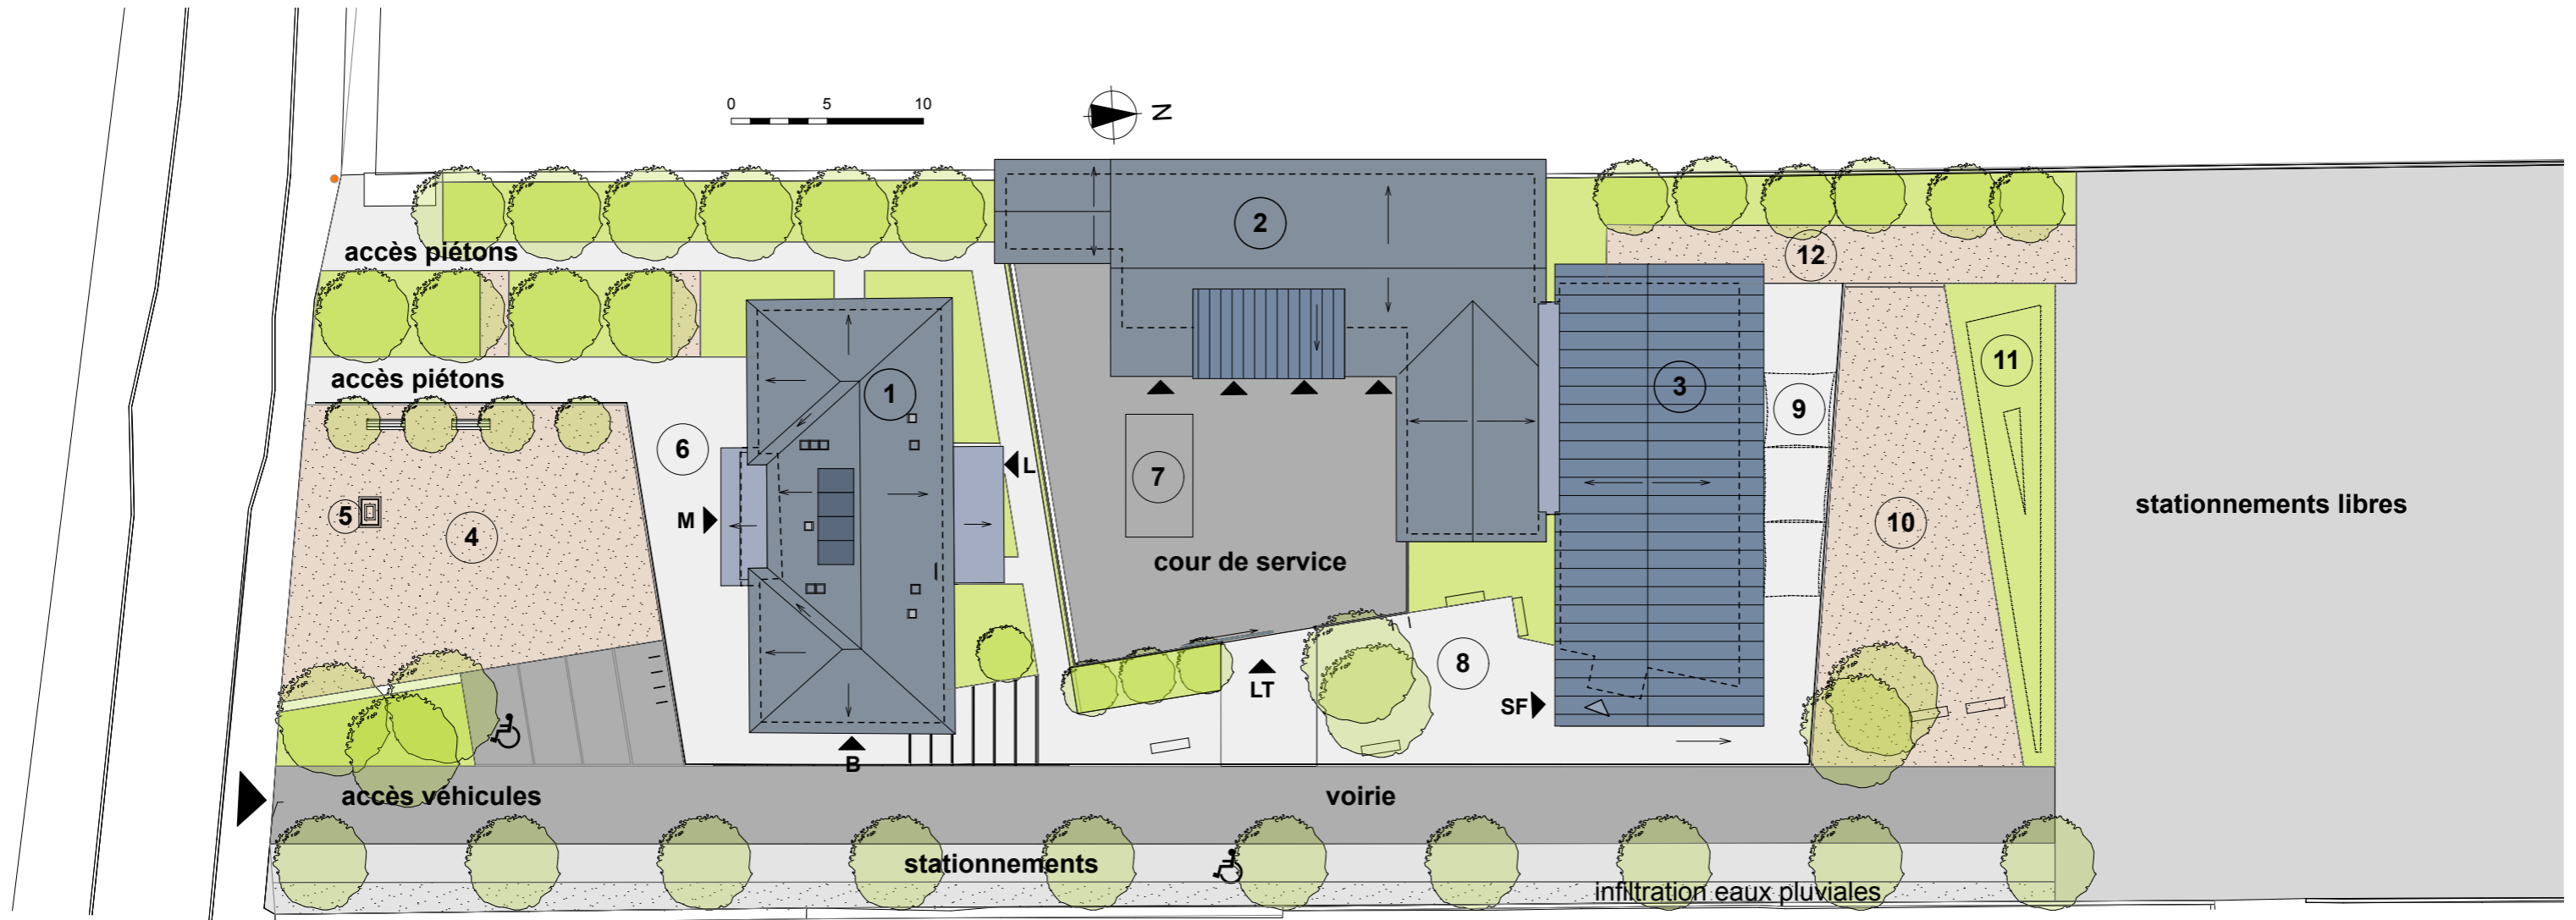 0 5 10
N
accès piétons
2
12
accès piétons
1
3
11
6
9
L
7
M
5
4
10
stationnements libres
cour de service
8
LT
SF
B
accès véhicules
voirie
stationnements
infiltration eaux pluviales